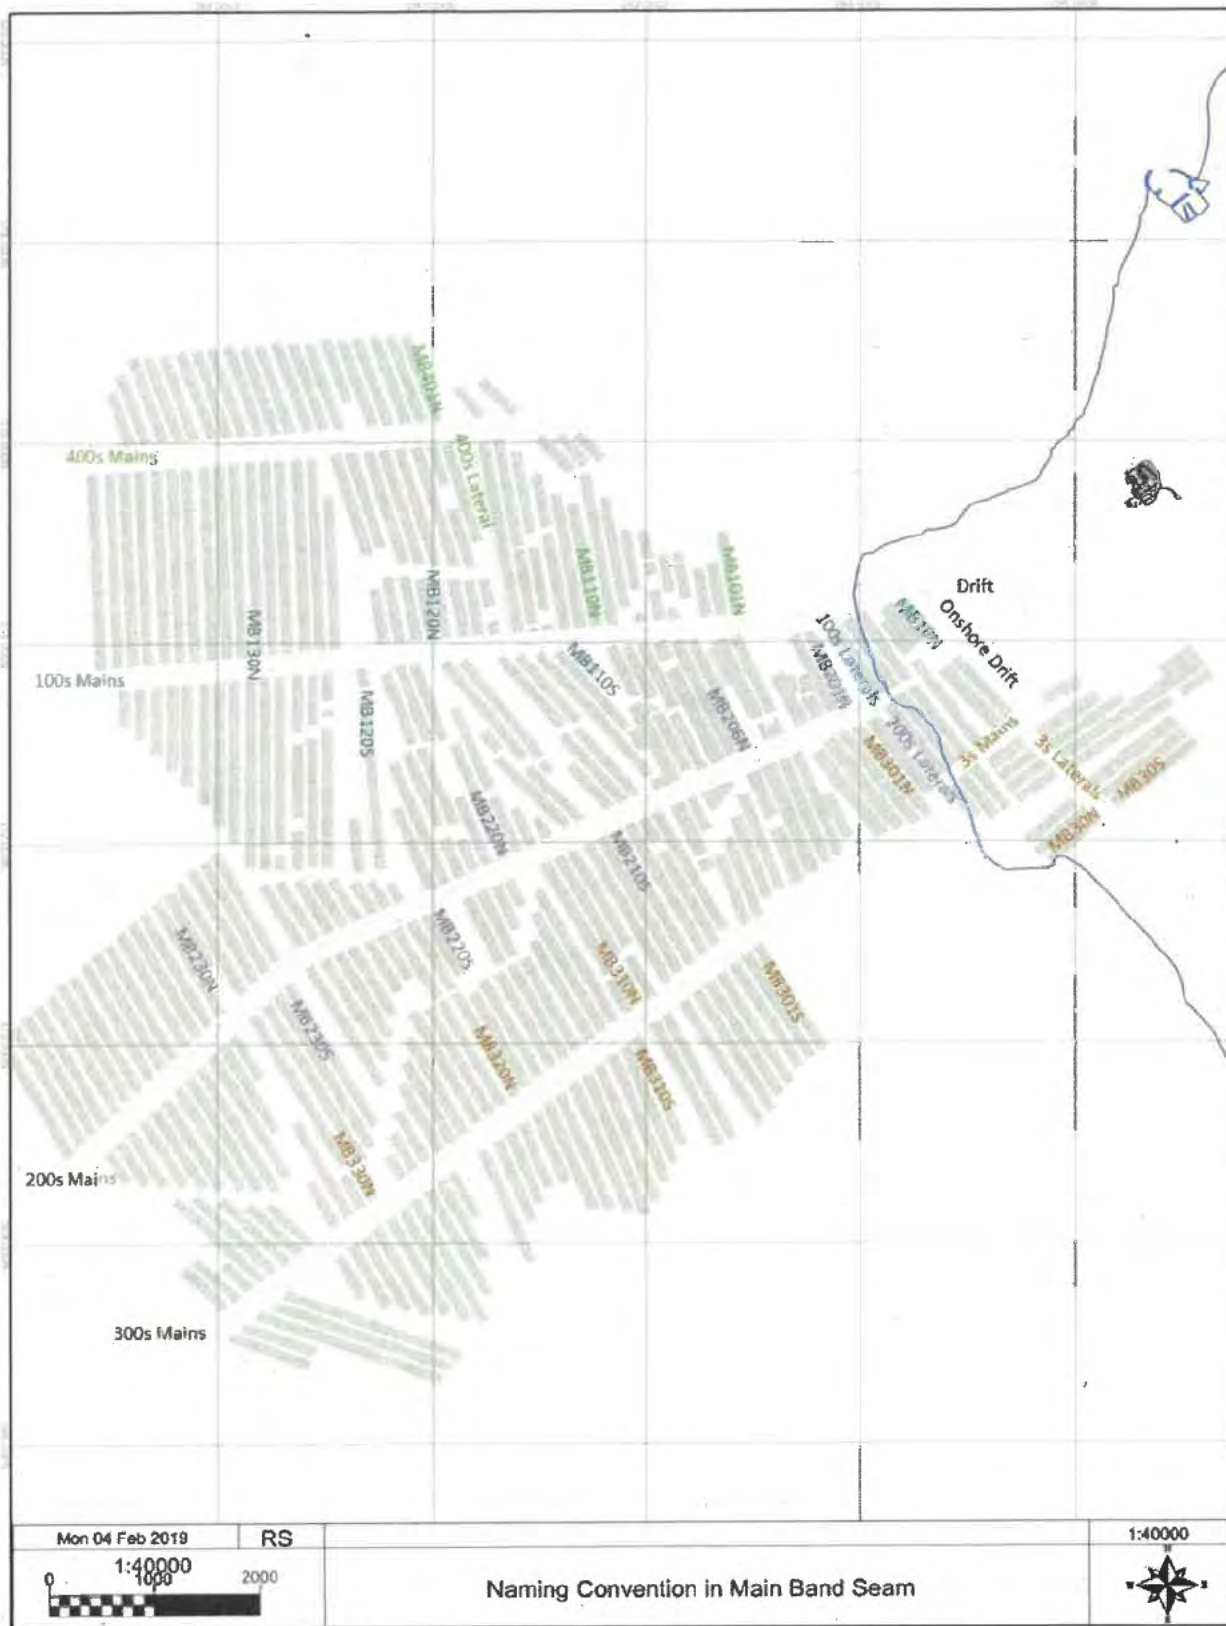 MB401N
400s Mains
400s Lateral
MB110N
MB101N
Drift
Onshore Drift
MB10N
MB120N
MB130N
100s Laterals
MB201N
MB110S
100s Mains
MB120S
MB206N
200s Laterals
3s Mains
MB301N
3s Laterals
MB30S
MB30N
MB220N
MB210S
MB220S
MB230N
MB310N
MB301S
MB230S
MB320N
MB310S
MB330N
200s Mains
300s Mains
Mon 04 Feb 2019
RS
1:40000
1:40000
0 1000 2000
Naming Convention in Main Band Seam